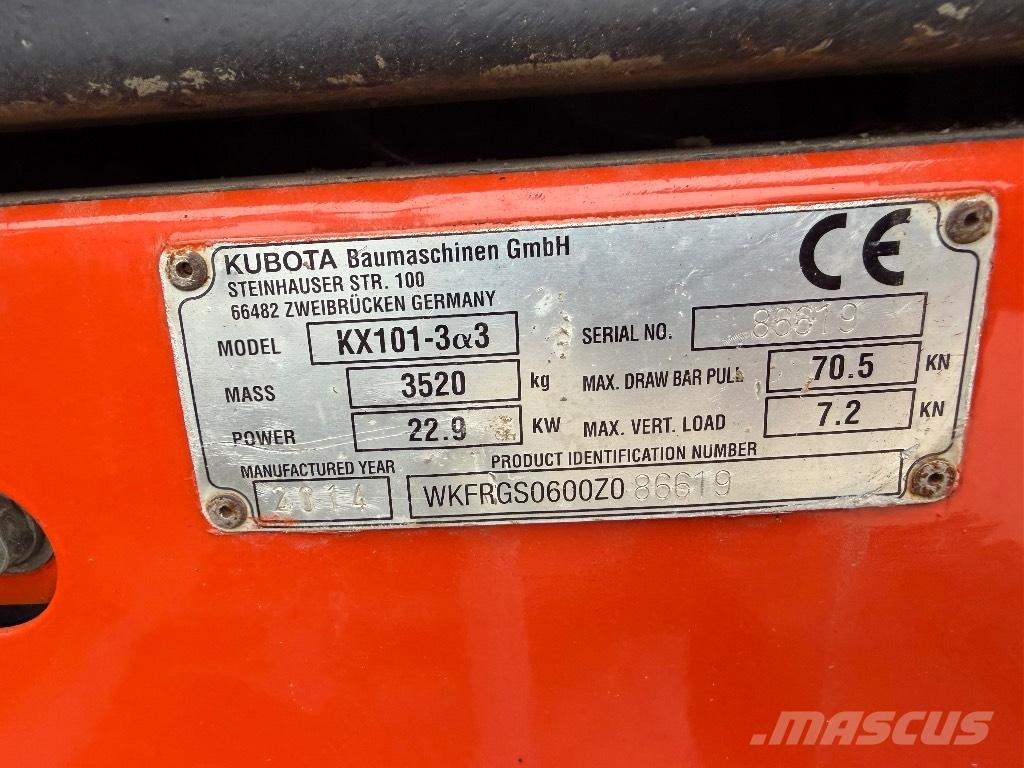 KUBOTA Baumaschinen GmbH
STEINHAUSER STR. 100
66482 ZWEIBRÜCKEN GERMANY
CE
MODEL KX101-3α3
SERIAL NO. 86619
MASS 3520 kg
MAX. DRAW BAR PULL 70.5 KN
POWER 22.9 KW
MAX. VERT. LOAD 7.2 KN
MANUFACTURED YEAR 2014
PRODUCT IDENTIFICATION NUMBER
WKFRGS0600Z0 86619
MASCUS